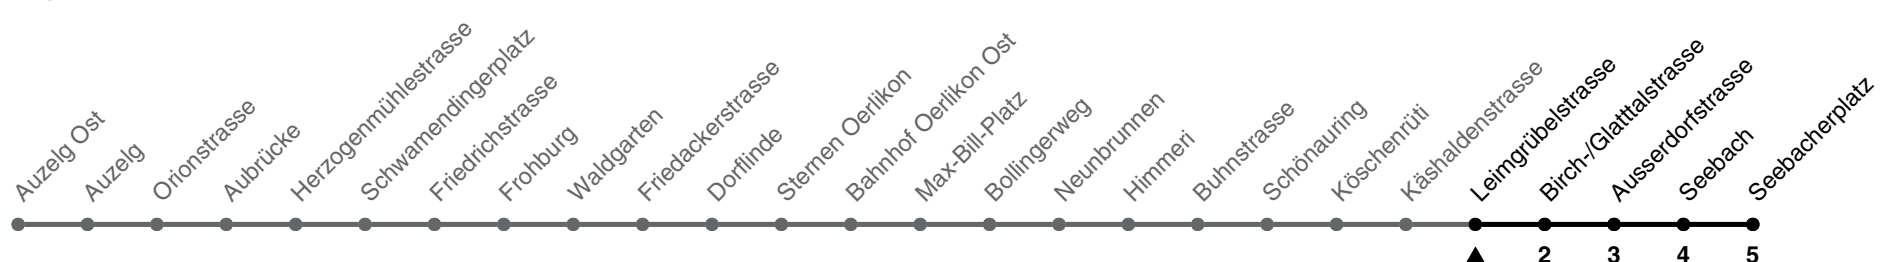 Auzelg Ost
Auzelg
Orionstrasse
Aubrücke
Herzogenmühlestrasse
Schwamendingerplatz
Friedrichstrasse
Frohburg
Waldgarten
Friedackerstrasse
Dorflinde
Sternen Oerlikon
Bahnhof Oerlikon Ost
Max-Bill-Platz
Bollingerweg
Neunbrunnen
Himmeri
Buhnstrasse
Schönauring
Köschenrüti
Käshaldenstrasse
Leimgrübelstrasse
Birch-/Glatttalstrasse
Ausserdorfstrasse
Seebach
Seebacherplatz
2 3 4 5